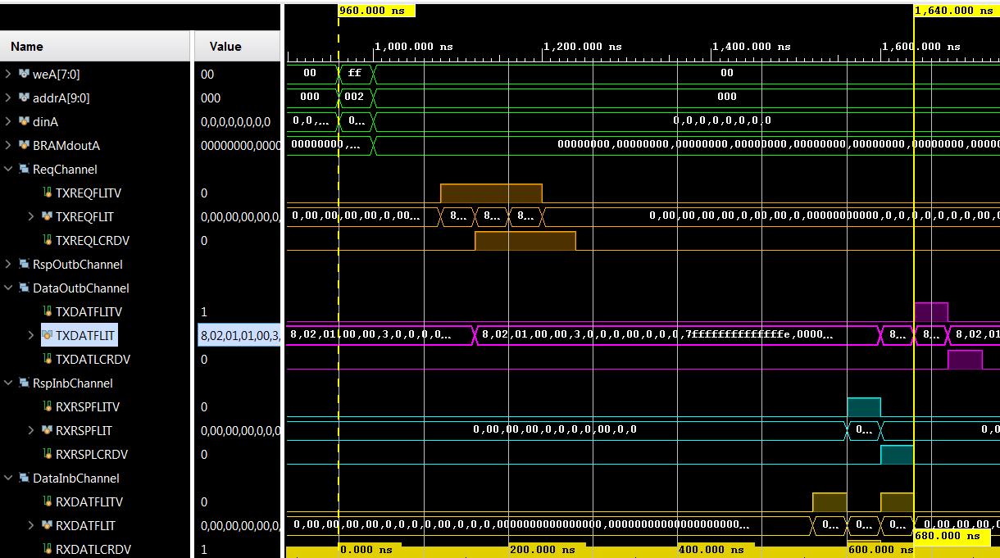 960.000 ns 1,640.000 ns
Name Value 1,000.000 ns 1,200.000 ns 1,400.000 ns 1,600.000 ns
weA[7:0] 00 00 ff 00
addrA[9:0] 000 000 002 000
dinA 0,0,0,0,0,0,0,0 0,0,... 0... 0,0,0,0,0,0,0,0
BRAMdoutA 00000000,0000 00000000,... 00000000,00000000,00000000,00000000,00000000,00000000,00000000,0000
ReqChannel
TXREQFLITV 0
TXREQFLIT 0,00,00,00,00,0, 0,00,00,00,00,0,00... 8... 8... 8... 0,00,00,00,00,00,0,00,0,00000000000,0,0,0,0,0,0,0,00,0
TXREQLCRDV 0
RspOutbChannel
DataOutbChannel
TXDATFLITV 1
TXDATFLIT 8,02,01,01,00,3, 8,02,01,00,00,3,0,0,0,0... 8,02,01,00,00,3,0,0,0,0,0,0,0,7ffffffffffffffe,0000... 8... 8... 8,02,01
TXDATLCRDV 0
RspInbChannel
RXRSPFLITV 0
RXRSPFLIT 0,00,00,00,0,0,0 0,00,00,00,0,0,0,0,0,00,0,0 0... 0,0
RXRSPLCRDV 0
DataInbChannel
RXDATFLITV 0
RXDATFLIT 0,00,00,00,00,0, 0... 0... 0... 0,00,00,00,0
680.000 ns
RXDATLCRDV 1 0.000 ns 200.000 ns 400.000 ns 600.000 ns